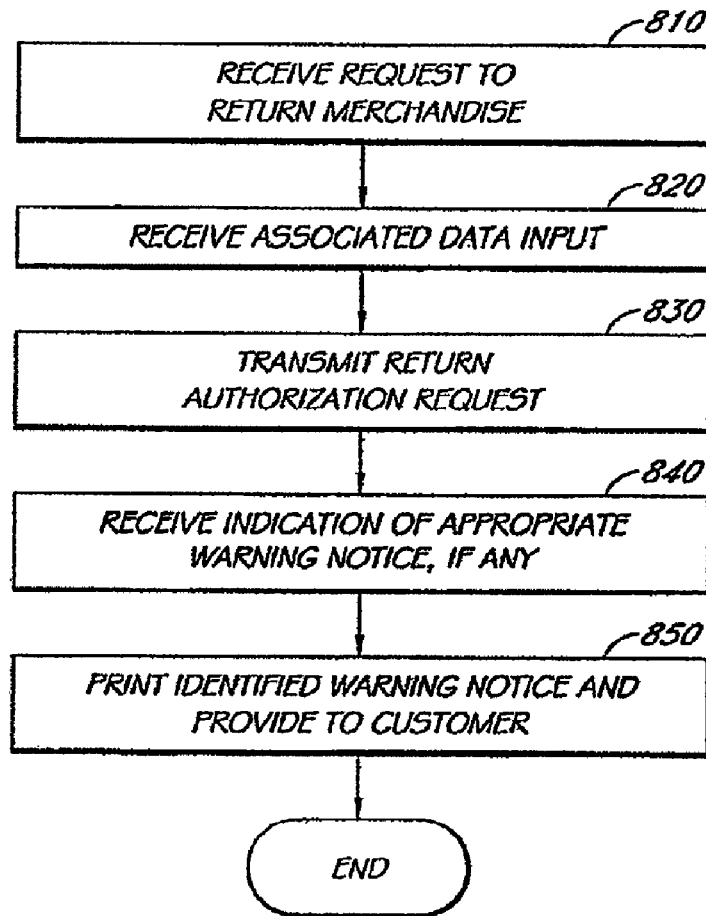 810
RECEIVE REQUEST TO
RETURN MERCHANDISE
820
RECEIVE ASSOCIATED DATA INPUT
830
TRANSMIT RETURN
AUTHORIZATION REQUEST
840
RECEIVE INDICATION OF APPROPRIATE
WARNING NOTICE, IF ANY
850
PRINT IDENTIFIED WARNING NOTICE AND
PROVIDE TO CUSTOMER
END